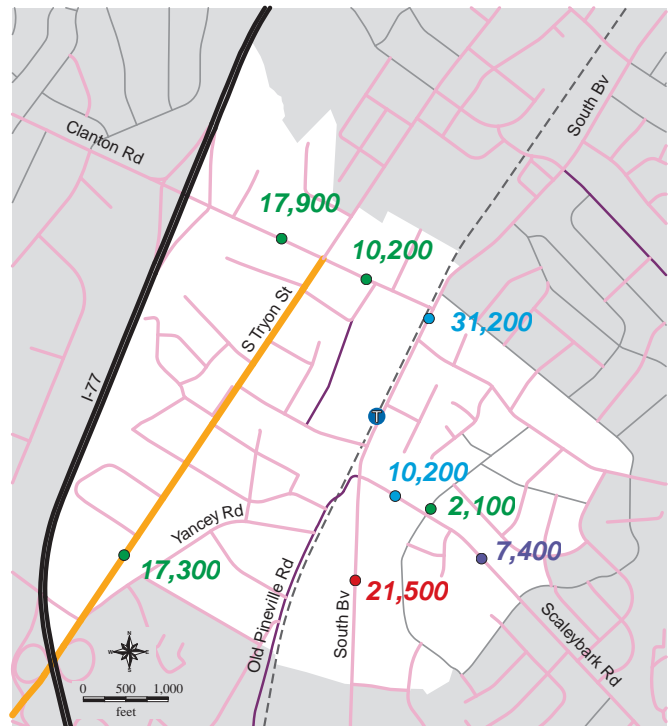 South Bv
Clanton Rd
17,900
10,200
S Tryon St
31,200
I-77
T
10,200
2,100
Yancey Rd
7,400
17,300
21,500
Old Pineville Rd
South Bv
Scaleybark Rd
N
W E
S
0 500 1,000
feet